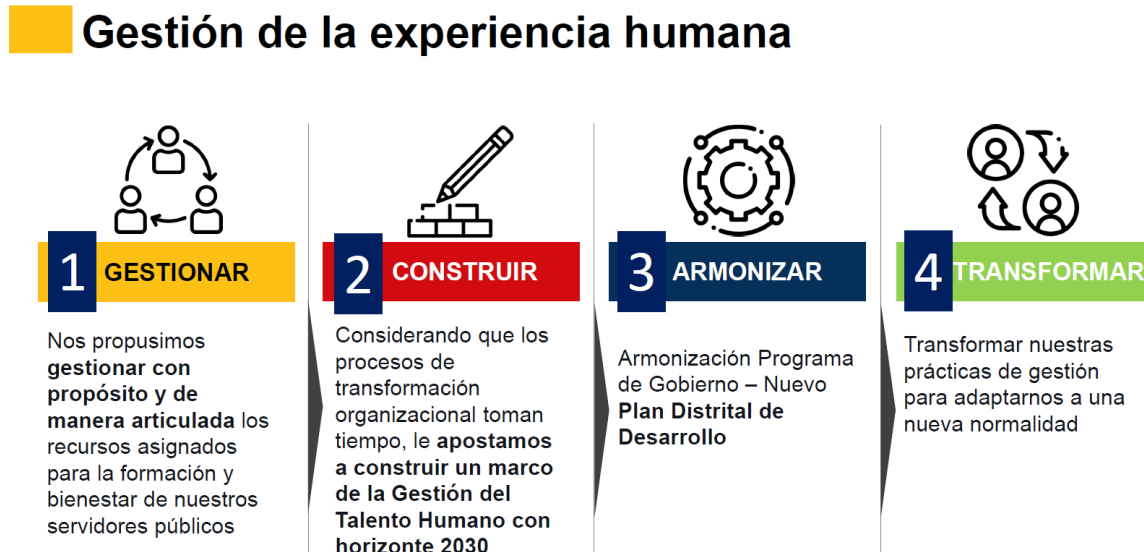 Gestión de la experiencia humana
1 GESTIONAR
Nos propusimos
gestionar con
propósito y de
manera articulada los
recursos asignados
para la formación y
bienestar de nuestros
servidores públicos
2 CONSTRUIR
Considerando que los
procesos de
transformación
organizacional toman
tiempo, le apostamos
a construir un marco
de la Gestión del
Talento Humano con
horizonte 2030
3 ARMONIZAR
Armonización Programa
de Gobierno – Nuevo
Plan Distrital de
Desarrollo
4 TRANSFORMAR
Transformar nuestras
prácticas de gestión
para adaptarnos a una
nueva normalidad